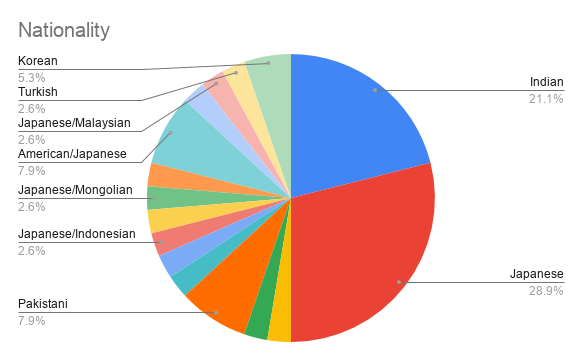 Nationality
Korean
5.3%
Turkish
2.6%
Japanese/Malaysian
2.6%
American/Japanese
7.9%
Japanese/Mongolian
2.6%
Japanese/Indonesian
2.6%
Pakistani
7.9%
Indian
21.1%
Japanese
28.9%